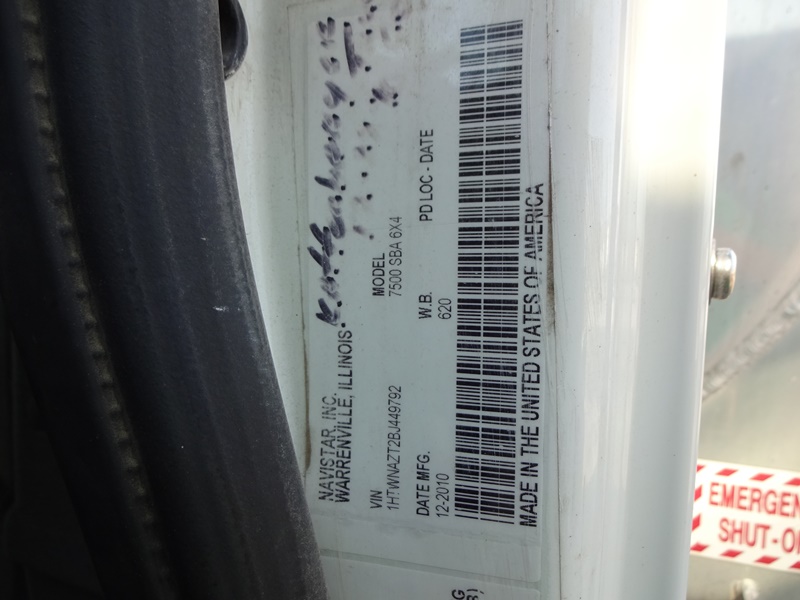 NAVISTAR, INC.
WARRENVILLE, ILLINOIS
VIN
1HTWNAZT2BJ449792
MODEL
7500 SBA 6X4
DATE MFG.
12-2010
W.B.
620
PD LOC - DATE
MADE IN THE UNITED STATES OF AMERICA
EMERGEN
SHUT-O